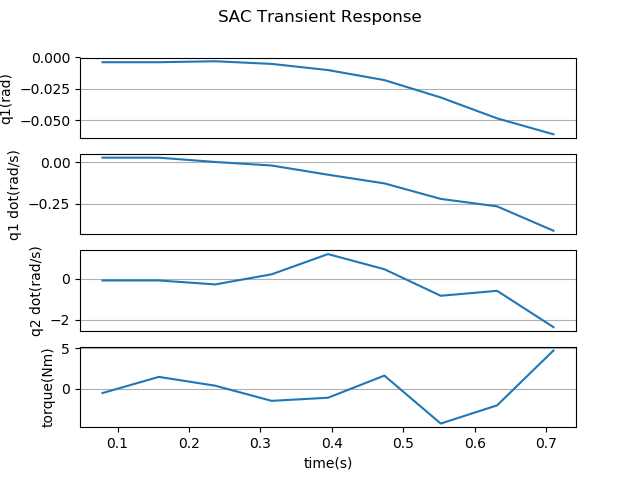 SAC Transient Response
0.000
−0.025
−0.050
q1(rad)
0.00
−0.25
q1 dot(rad/s)
0
−2
q2 dot(rad/s)
5
0
torque(Nm)
0.1 0.2 0.3 0.4 0.5 0.6 0.7
time(s)